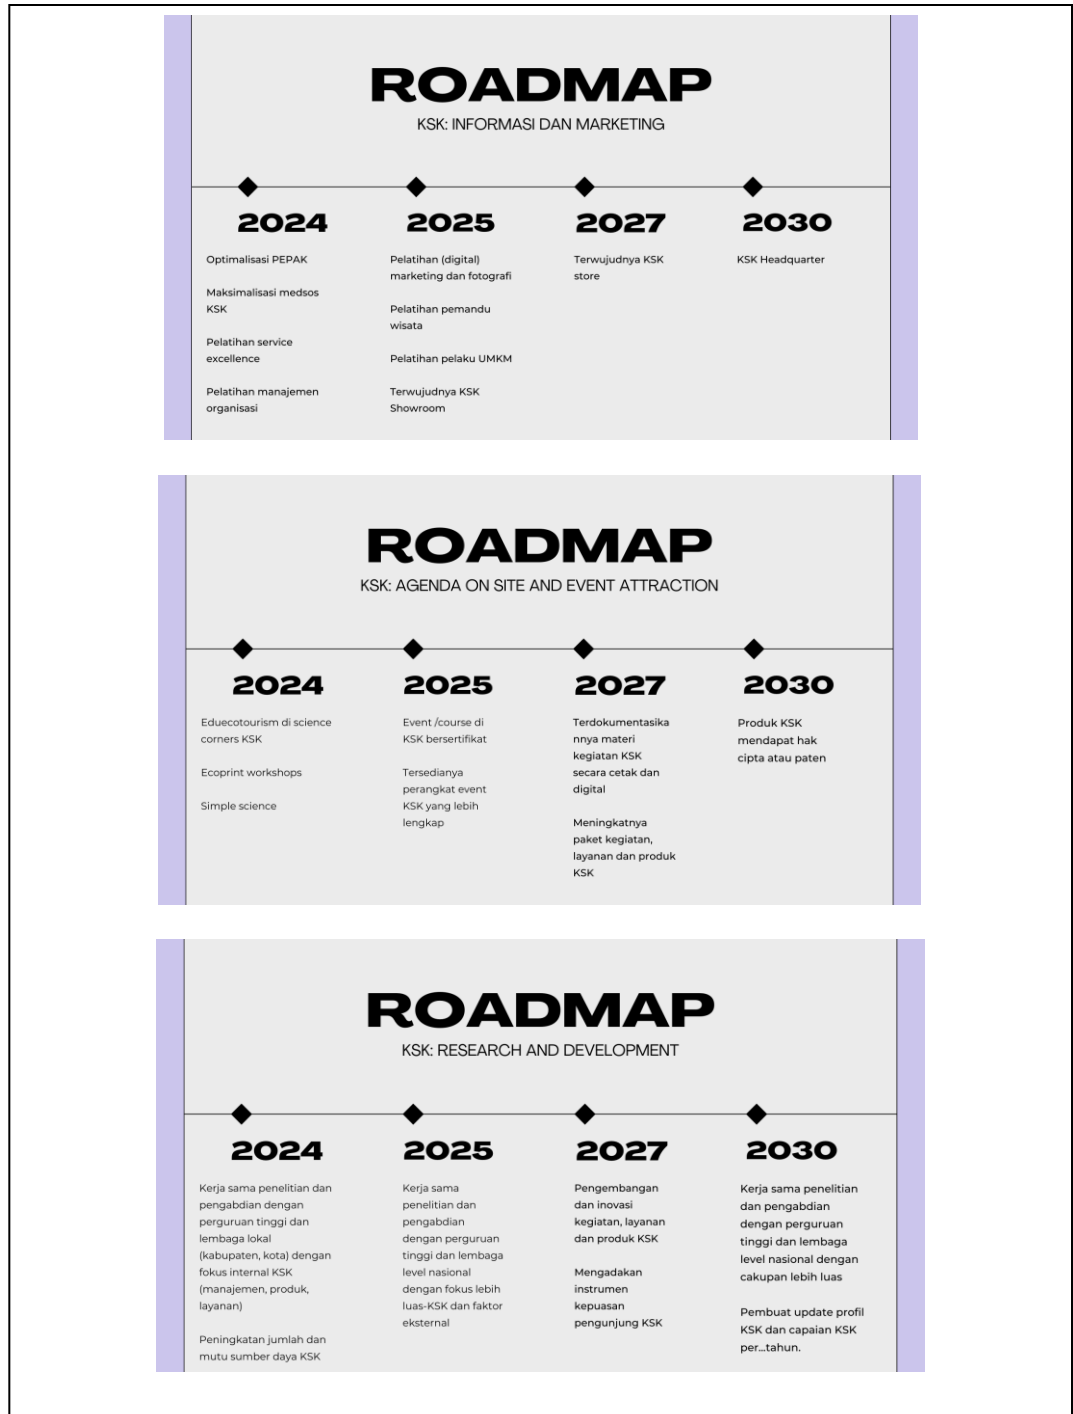 ROADMAP
KSK: INFORMASI DAN MARKETING
2024
Optimalisasi PEPAK
Maksimalisasi medsos
KSK
Pelatihan service
excellence
Pelatihan manajemen
organisasi
2025
Pelatihan (digital)
marketing dan fotografi
Pelatihan pemandu
wisata
Pelatihan pelaku UMKM
Terwujudnya KSK
Showroom
2027
Terwujudnya KSK
store
2030
KSK Headquarter
ROADMAP
KSK: AGENDA ON SITE AND EVENT ATTRACTION
2024
Eduecotourism di science
corners KSK
Ecoprint workshops
Simple science
2025
Event /course di
KSK bersertifikat
Tersedianya
perangkat event
KSK yang lebih
lengkap
2027
Terdokumentasika
nnya materi
kegiatan KSK
secara cetak dan
digital
Meningkatnya
paket kegiatan,
layanan dan produk
KSK
2030
Produk KSK
mendapat hak
cipta atau paten
ROADMAP
KSK: RESEARCH AND DEVELOPMENT
2024
Kerja sama penelitian dan
pengabdian dengan
perguruan tinggi dan
lembaga lokal
(kabupaten, kota) dengan
fokus internal KSK
(manajemen, produk,
layanan)
Peningkatan jumlah dan
mutu sumber daya KSK
2025
Kerja sama
penelitian dan
pengabdian
dengan perguruan
tinggi dan lembaga
level nasional
dengan fokus lebih
luas-KSK dan faktor
eksternal
2027
Pengembangan
dan inovasi
kegiatan, layanan
dan produk KSK
Mengadakan
instrumen
kepuasan
pengunjung KSK
2030
Kerja sama penelitian
dan pengabdian
dengan perguruan
tinggi dan lembaga
level nasional dengan
cakupan lebih luas
Pembuat update profil
KSK dan capaian KSK
per...tahun.